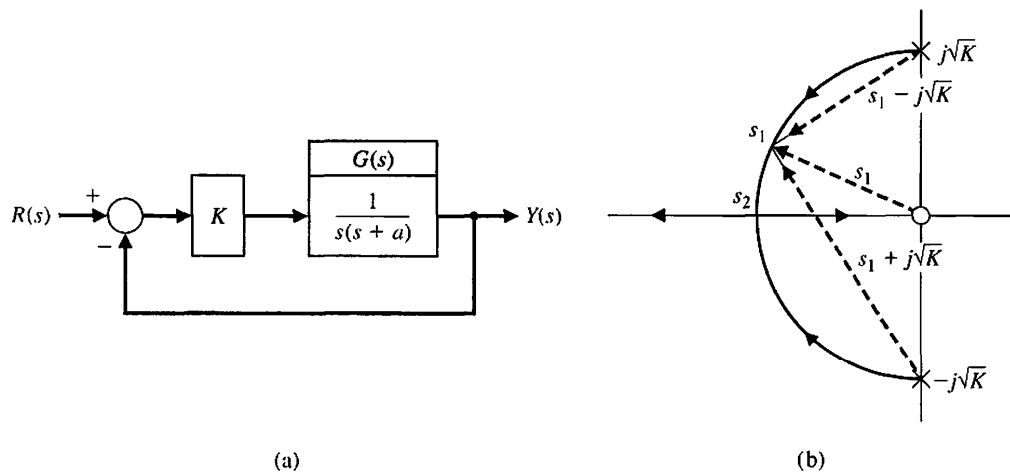 R(s)
+
−
K
G(s)
1
s(s + a)
Y(s)
(a)
j√K
s₁ − j√K
s₁
s₁
s₂
s₁ + j√K
−j√K
(b)